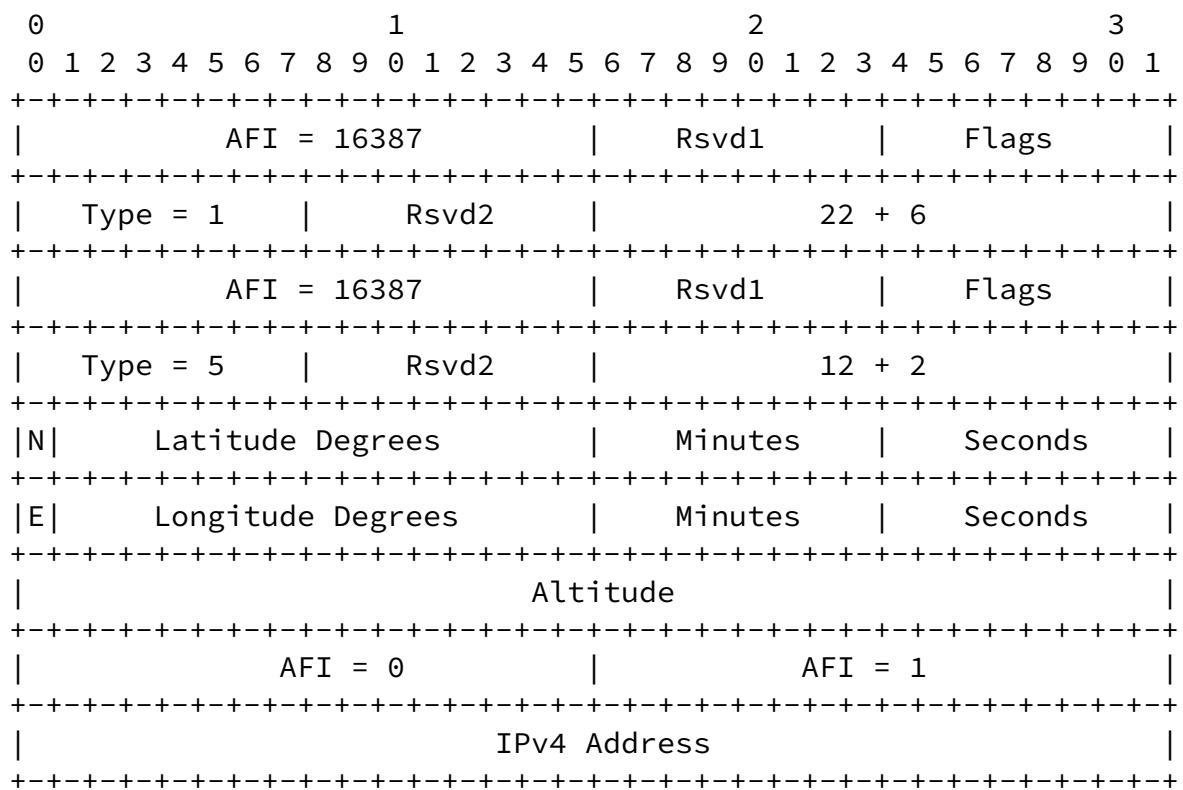 0                   1                   2                   3
 0 1 2 3 4 5 6 7 8 9 0 1 2 3 4 5 6 7 8 9 0 1 2 3 4 5 6 7 8 9 0 1
+-+-+-+-+-+-+-+-+-+-+-+-+-+-+-+-+-+-+-+-+-+-+-+-+-+-+-+-+-+-+-+-+
|           AFI = 16387         |    Rsvd1      |    Flags      |
+-+-+-+-+-+-+-+-+-+-+-+-+-+-+-+-+-+-+-+-+-+-+-+-+-+-+-+-+-+-+-+-+
|   Type = 1    |     Rsvd2     |            22 + 6             |
+-+-+-+-+-+-+-+-+-+-+-+-+-+-+-+-+-+-+-+-+-+-+-+-+-+-+-+-+-+-+-+-+
|           AFI = 16387         |    Rsvd1      |    Flags      |
+-+-+-+-+-+-+-+-+-+-+-+-+-+-+-+-+-+-+-+-+-+-+-+-+-+-+-+-+-+-+-+-+
|   Type = 5    |     Rsvd2     |            12 + 2             |
+-+-+-+-+-+-+-+-+-+-+-+-+-+-+-+-+-+-+-+-+-+-+-+-+-+-+-+-+-+-+-+-+
|N|     Latitude Degrees        |    Minutes    |    Seconds    |
+-+-+-+-+-+-+-+-+-+-+-+-+-+-+-+-+-+-+-+-+-+-+-+-+-+-+-+-+-+-+-+-+
|E|     Longitude Degrees       |    Minutes    |    Seconds    |
+-+-+-+-+-+-+-+-+-+-+-+-+-+-+-+-+-+-+-+-+-+-+-+-+-+-+-+-+-+-+-+-+
|                            Altitude                           |
+-+-+-+-+-+-+-+-+-+-+-+-+-+-+-+-+-+-+-+-+-+-+-+-+-+-+-+-+-+-+-+-+
|              AFI = 0          |           AFI = 1             |
+-+-+-+-+-+-+-+-+-+-+-+-+-+-+-+-+-+-+-+-+-+-+-+-+-+-+-+-+-+-+-+-+
|                          IPv4 Address                         |
+-+-+-+-+-+-+-+-+-+-+-+-+-+-+-+-+-+-+-+-+-+-+-+-+-+-+-+-+-+-+-+-+